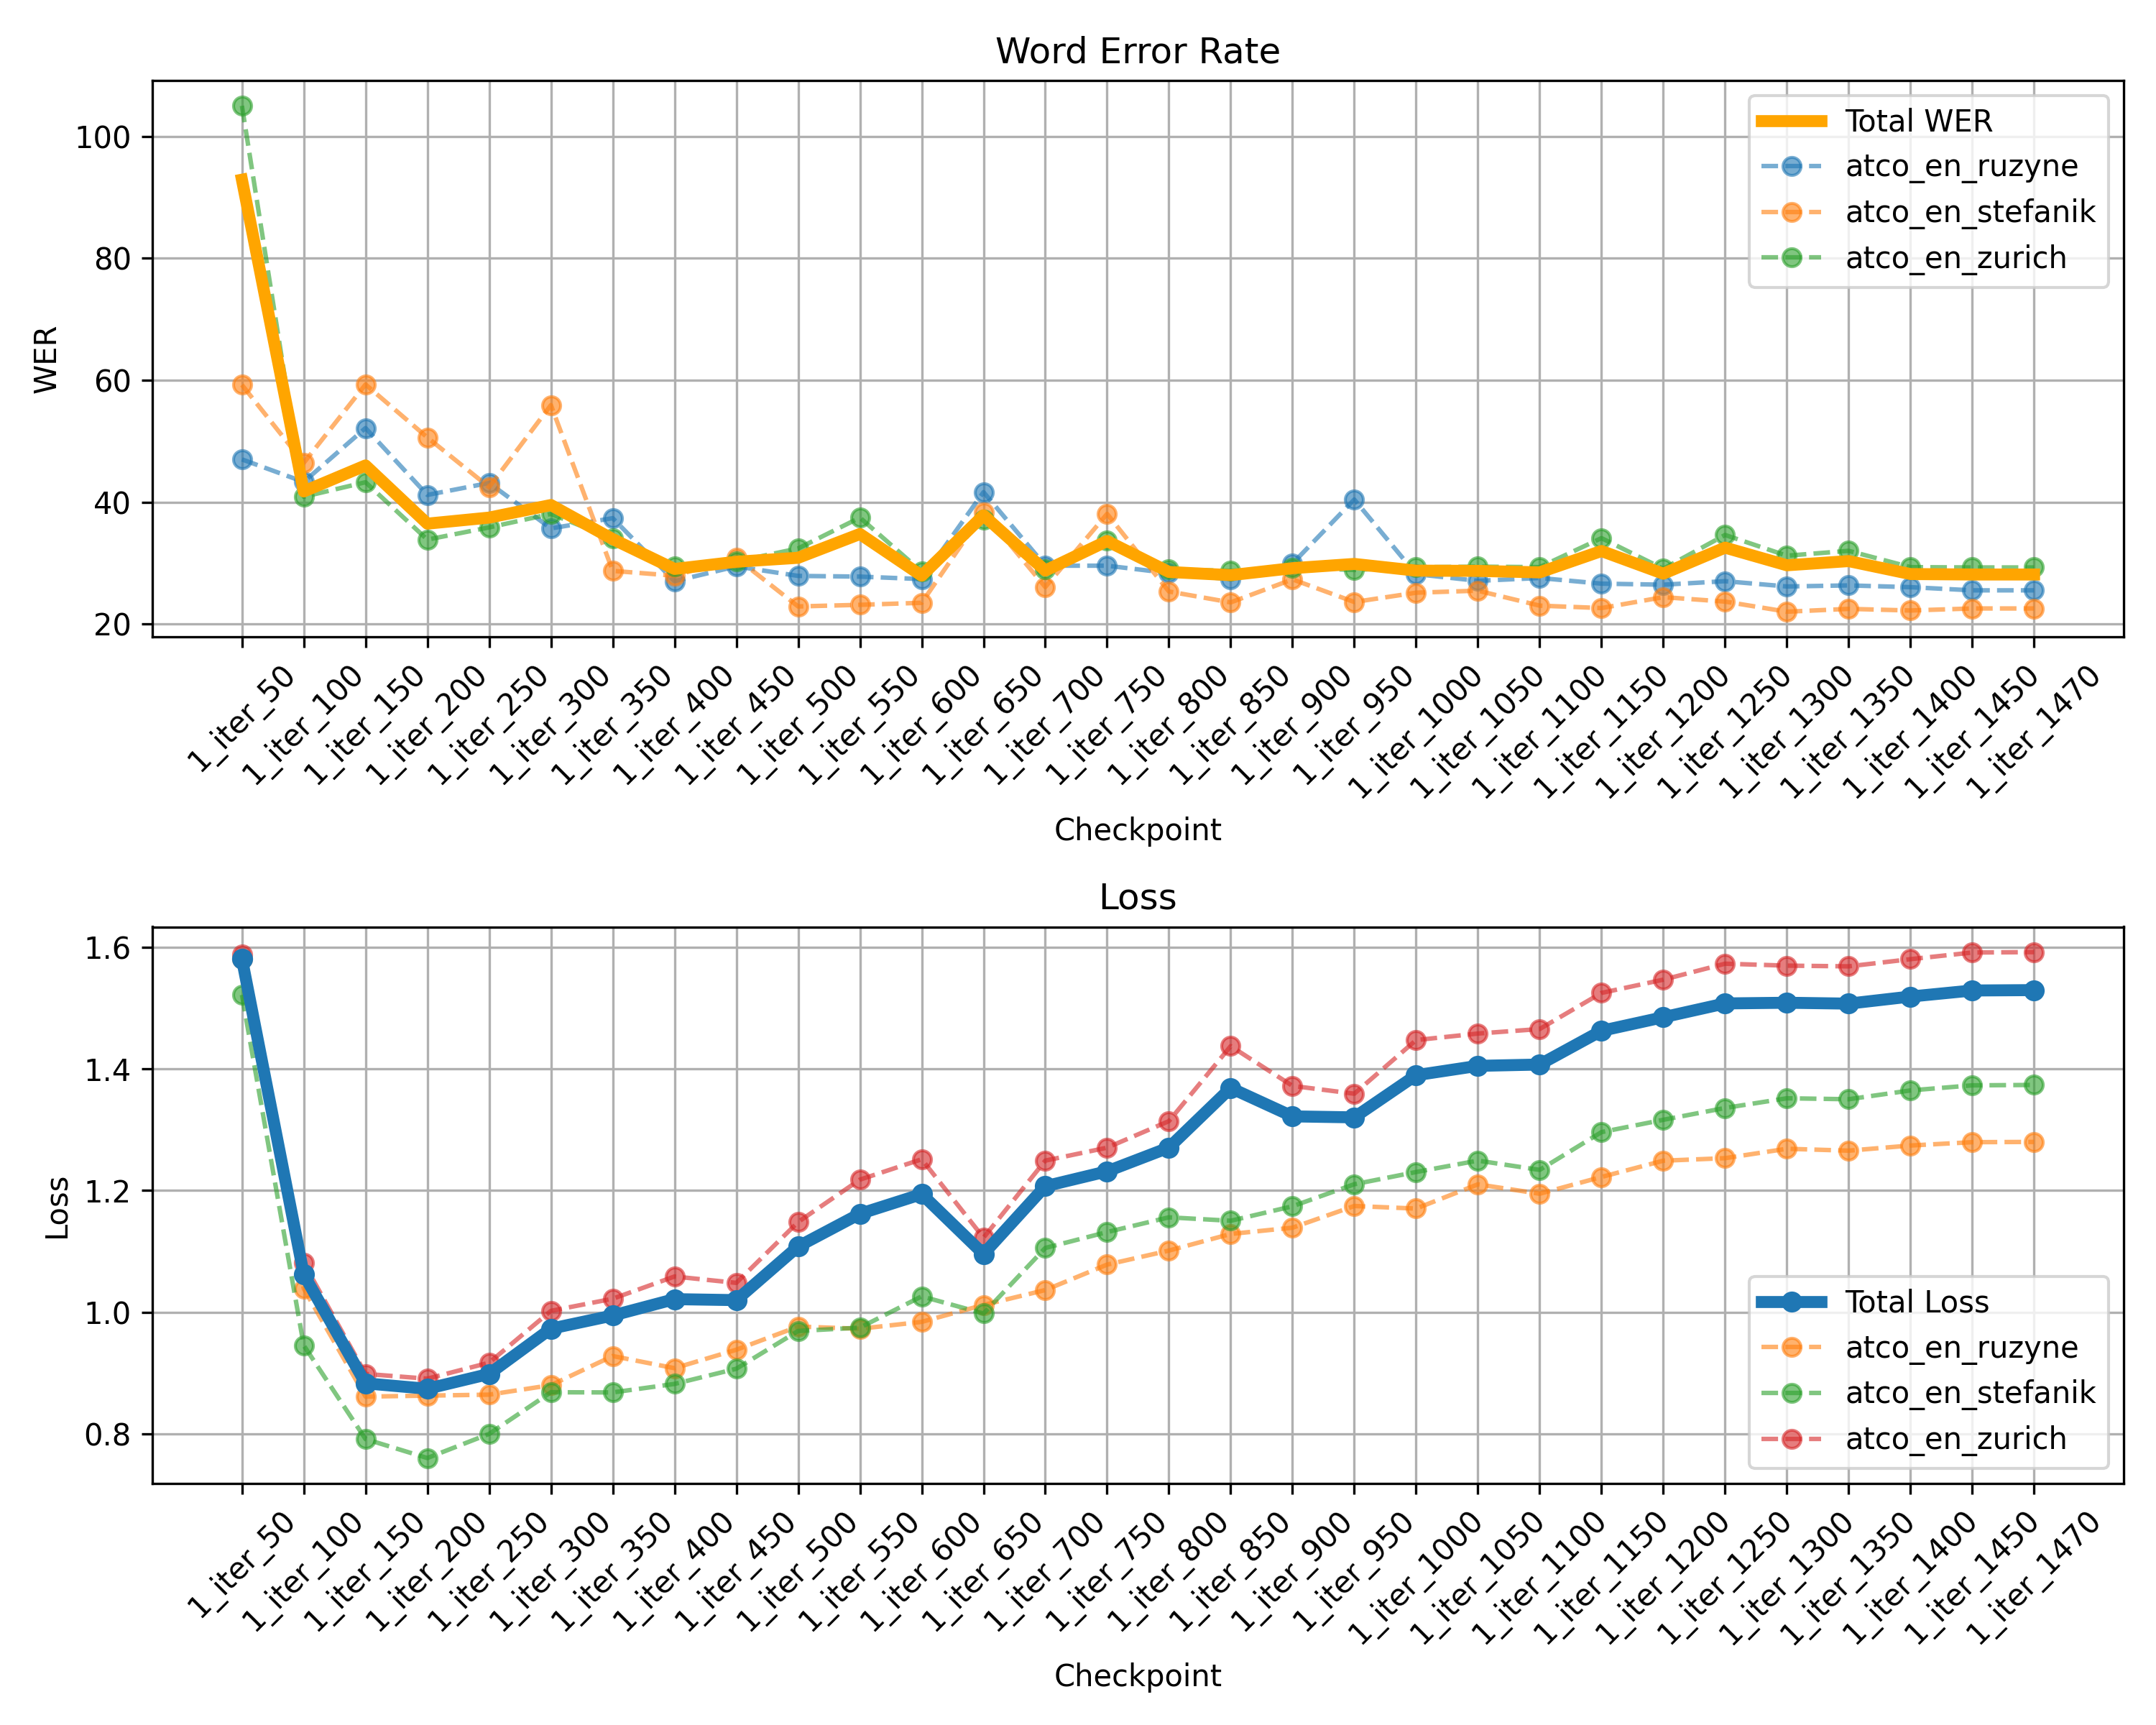 Word Error Rate
WER
100
80
60
40
20
Total WER
atco_en_ruzyne
atco_en_stefanik
atco_en_zurich
1_iter_50
1_iter_100
1_iter_150
1_iter_200
1_iter_250
1_iter_300
1_iter_350
1_iter_400
1_iter_450
1_iter_500
1_iter_550
1_iter_600
1_iter_650
1_iter_700
1_iter_750
1_iter_800
1_iter_850
1_iter_900
1_iter_950
1_iter_1000
1_iter_1050
1_iter_1100
1_iter_1150
1_iter_1200
1_iter_1250
1_iter_1300
1_iter_1350
1_iter_1400
1_iter_1450
1_iter_1470
Checkpoint
Loss
Loss
1.6
1.4
1.2
1.0
0.8
Total Loss
atco_en_ruzyne
atco_en_stefanik
atco_en_zurich
1_iter_50
1_iter_100
1_iter_150
1_iter_200
1_iter_250
1_iter_300
1_iter_350
1_iter_400
1_iter_450
1_iter_500
1_iter_550
1_iter_600
1_iter_650
1_iter_700
1_iter_750
1_iter_800
1_iter_850
1_iter_900
1_iter_950
1_iter_1000
1_iter_1050
1_iter_1100
1_iter_1150
1_iter_1200
1_iter_1250
1_iter_1300
1_iter_1350
1_iter_1400
1_iter_1450
1_iter_1470
Checkpoint